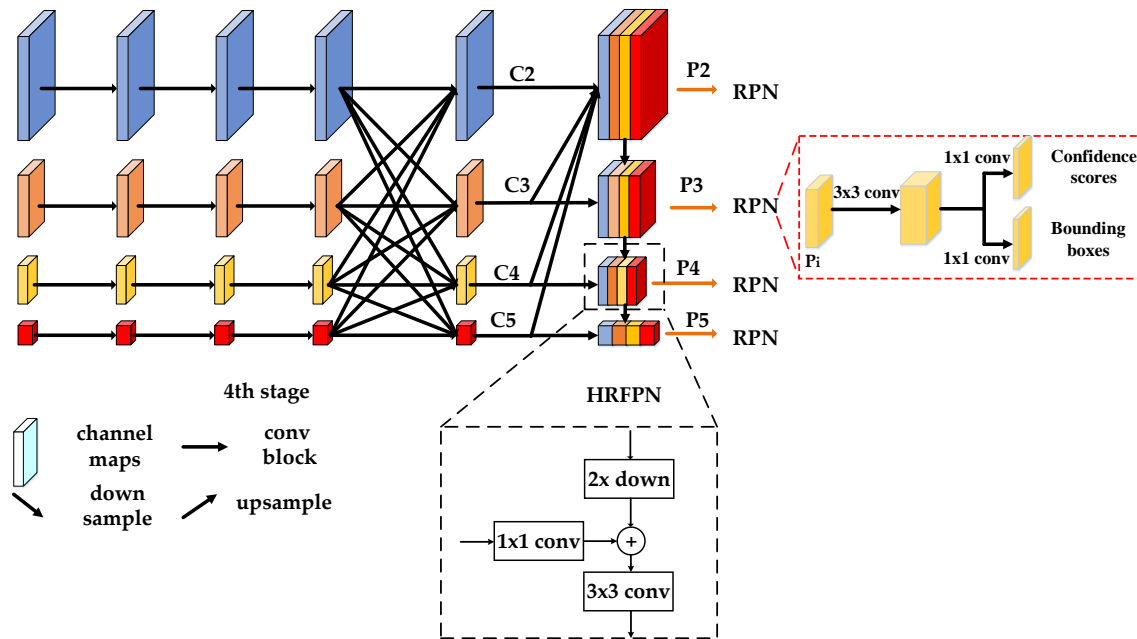 C2
P2
RPN
C3
P3
RPN
C4
P4
RPN
C5
P5
RPN
1x1 conv
Confidence
scores
3x3 conv
Pi
1x1 conv
Bounding
boxes
4th stage
HRFPN
channel
maps
conv
block
down
sample
upsample
2x down
1x1 conv
+
3x3 conv